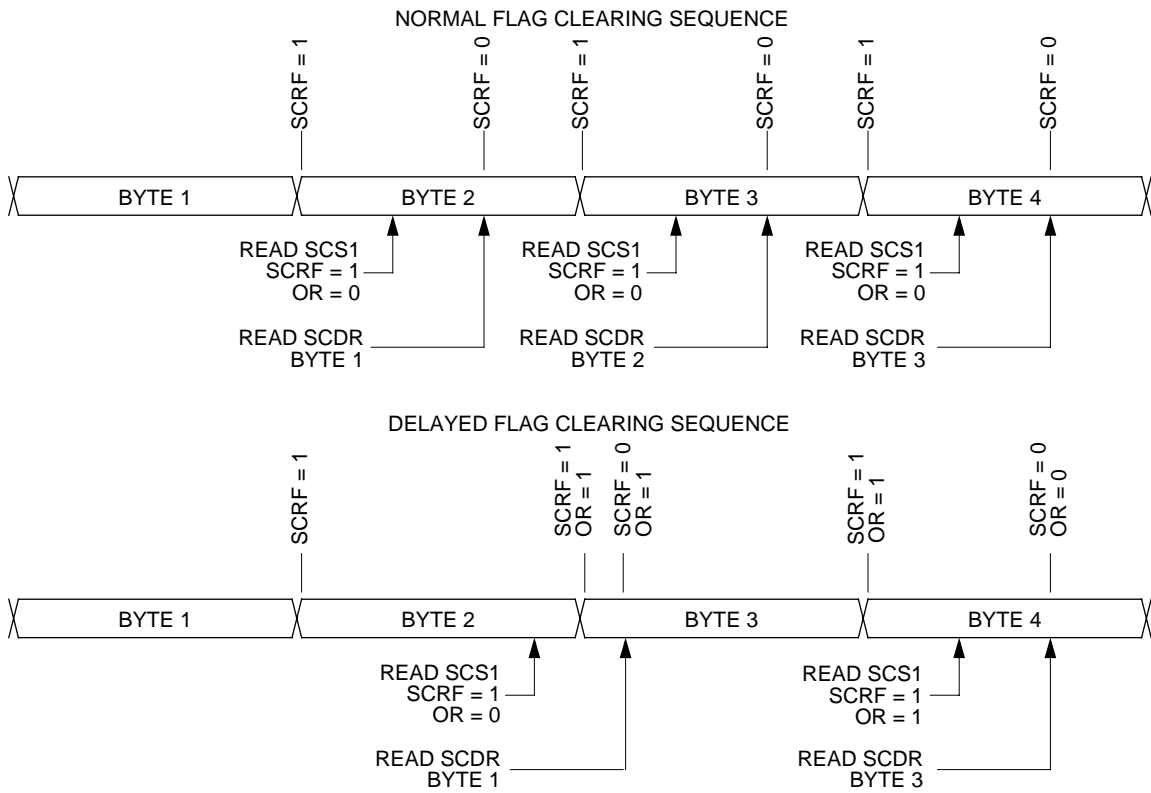 NORMAL FLAG CLEARING SEQUENCE
SCRF = 1
SCRF = 0
SCRF = 1
SCRF = 0
SCRF = 1
SCRF = 0
BYTE 1
BYTE 2
BYTE 3
BYTE 4
READ SCS1
SCRF = 1
OR = 0
READ SCS1
SCRF = 1
OR = 0
READ SCS1
SCRF = 1
OR = 0
READ SCDR
BYTE 1
READ SCDR
BYTE 2
READ SCDR
BYTE 3
DELAYED FLAG CLEARING SEQUENCE
SCRF = 1
SCRF = 1
OR = 1
SCRF = 0
OR = 1
SCRF = 1
OR = 1
SCRF = 0
OR = 0
BYTE 1
BYTE 2
BYTE 3
BYTE 4
READ SCS1
SCRF = 1
OR = 0
READ SCS1
SCRF = 1
OR = 1
READ SCDR
BYTE 1
READ SCDR
BYTE 3